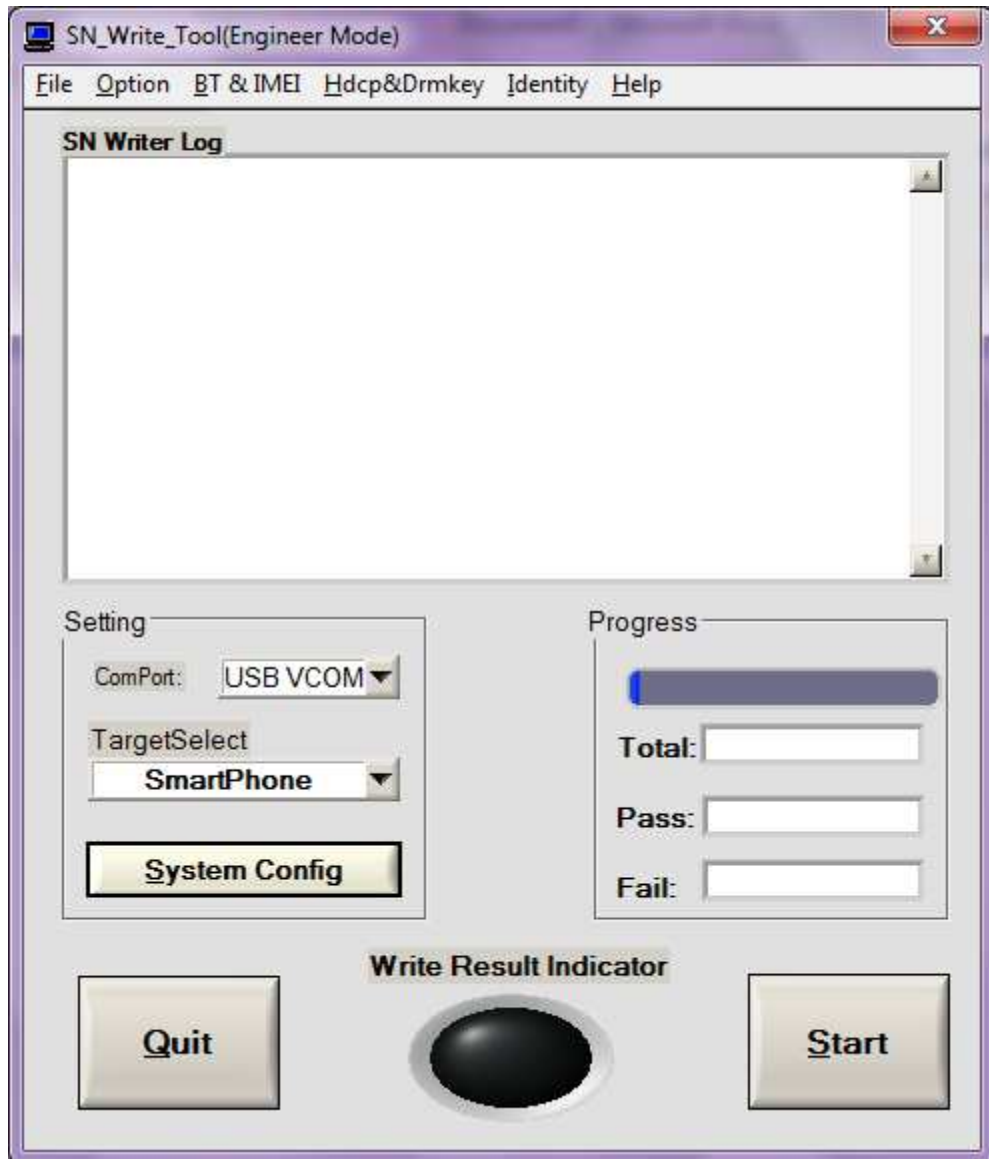 SN_Write_Tool(Engineer Mode)
File Option BT & IMEI Hdcp&Drmkey Identity Help
SN Writer Log
Setting
ComPort: USB VCOM
TargetSelect
SmartPhone
System Config
Progress
Total:
Pass:
Fail:
Write Result Indicator
Quit
Start